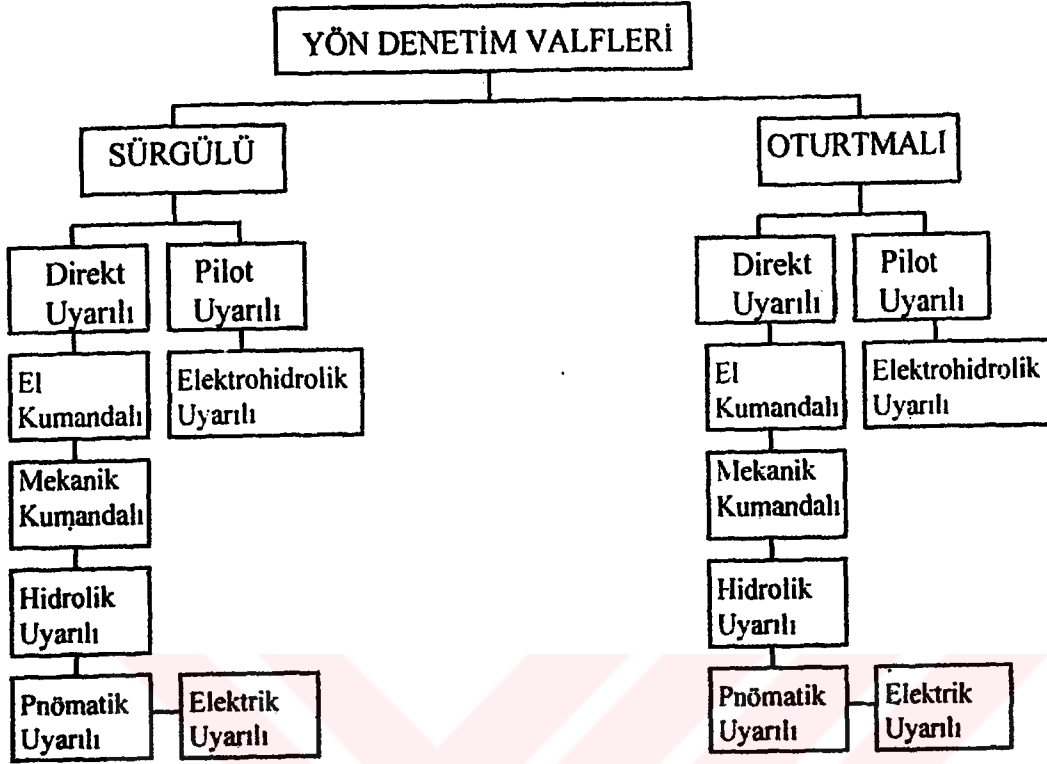 YÖN DENETİM VALFLERİ
SÜRGÜLÜ
Direkt
Uyarılı
Pilot
Uyarılı
El
Kumandalı
Elektrohidrolik
Uyarılı
Mekanik
Kumandalı
Hidrolik
Uyarılı
Pnömatik
Uyarılı
Elektrik
Uyarılı
OTURTMALI
Direkt
Uyarılı
Pilot
Uyarılı
El
Kumandalı
Elektrohidrolik
Uyarılı
Mekanik
Kumandalı
Hidrolik
Uyarılı
Pnömatik
Uyarılı
Elektrik
Uyarılı